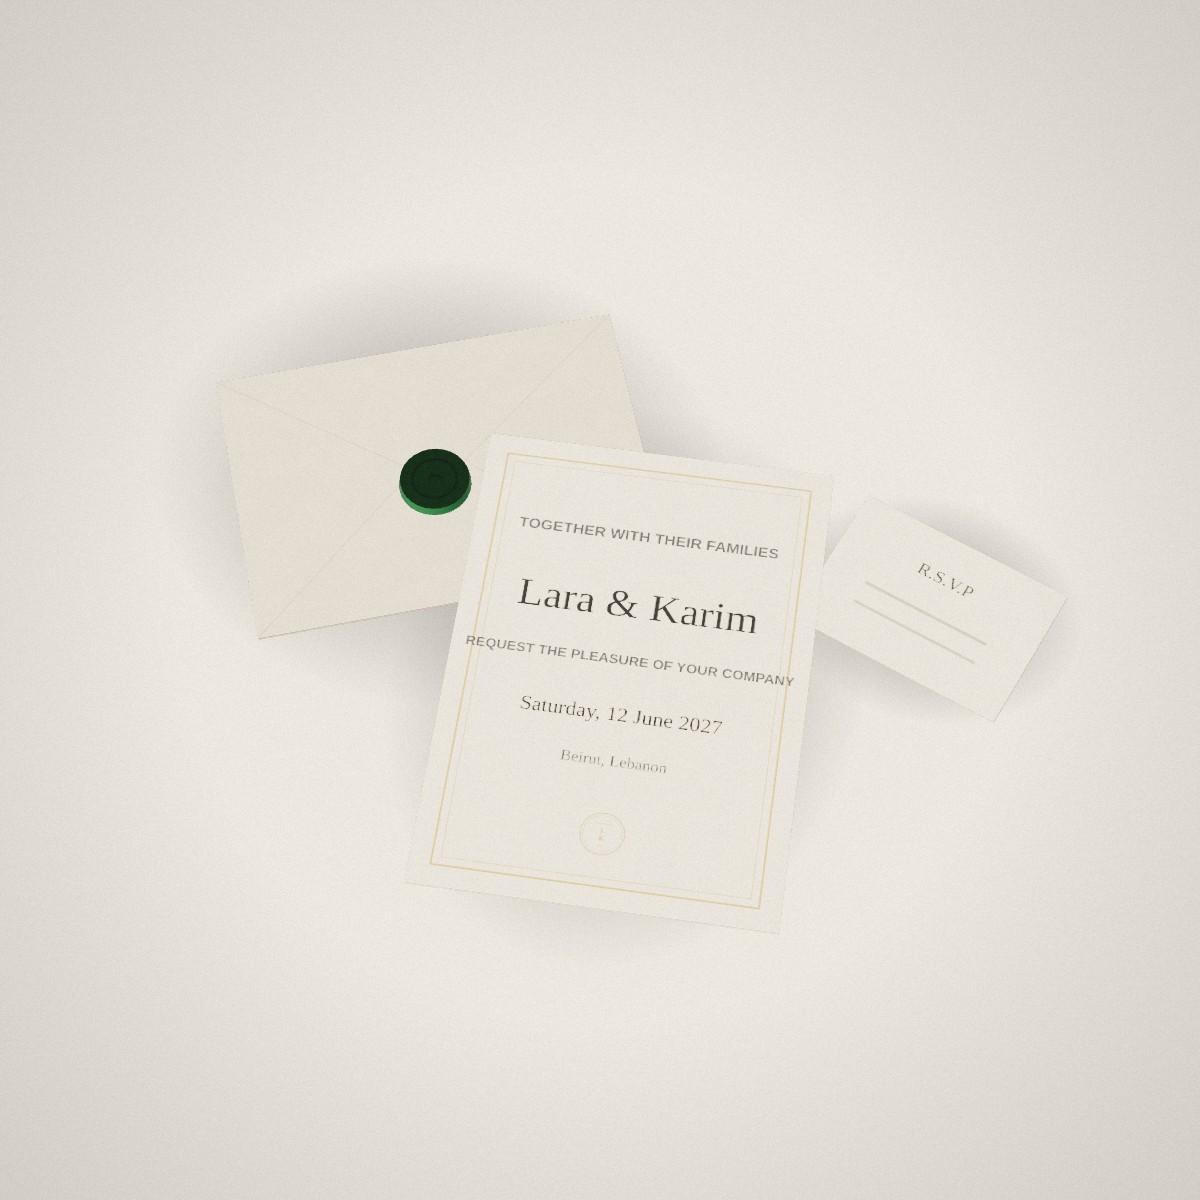 TOGETHER WITH THEIR FAMILIES
Lara & Karim
REQUEST THE PLEASURE OF YOUR COMPANY
Saturday, 12 June 2027
Beirut, Lebanon
R.S.V.P